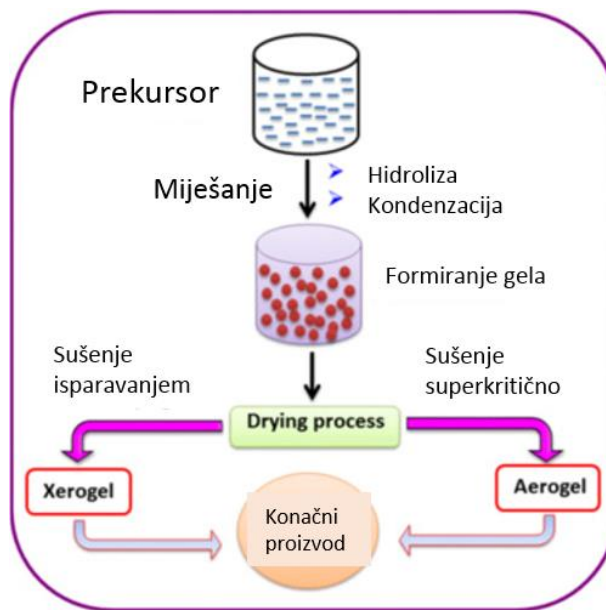 Prekursor
Miješanje
Hidroliza
Kondenzacija
Formiranje gela
Sušenje
isparavanjem
Sušenje
superkritično
Drying process
Xerogel
Aerogel
Konačni
proizvod